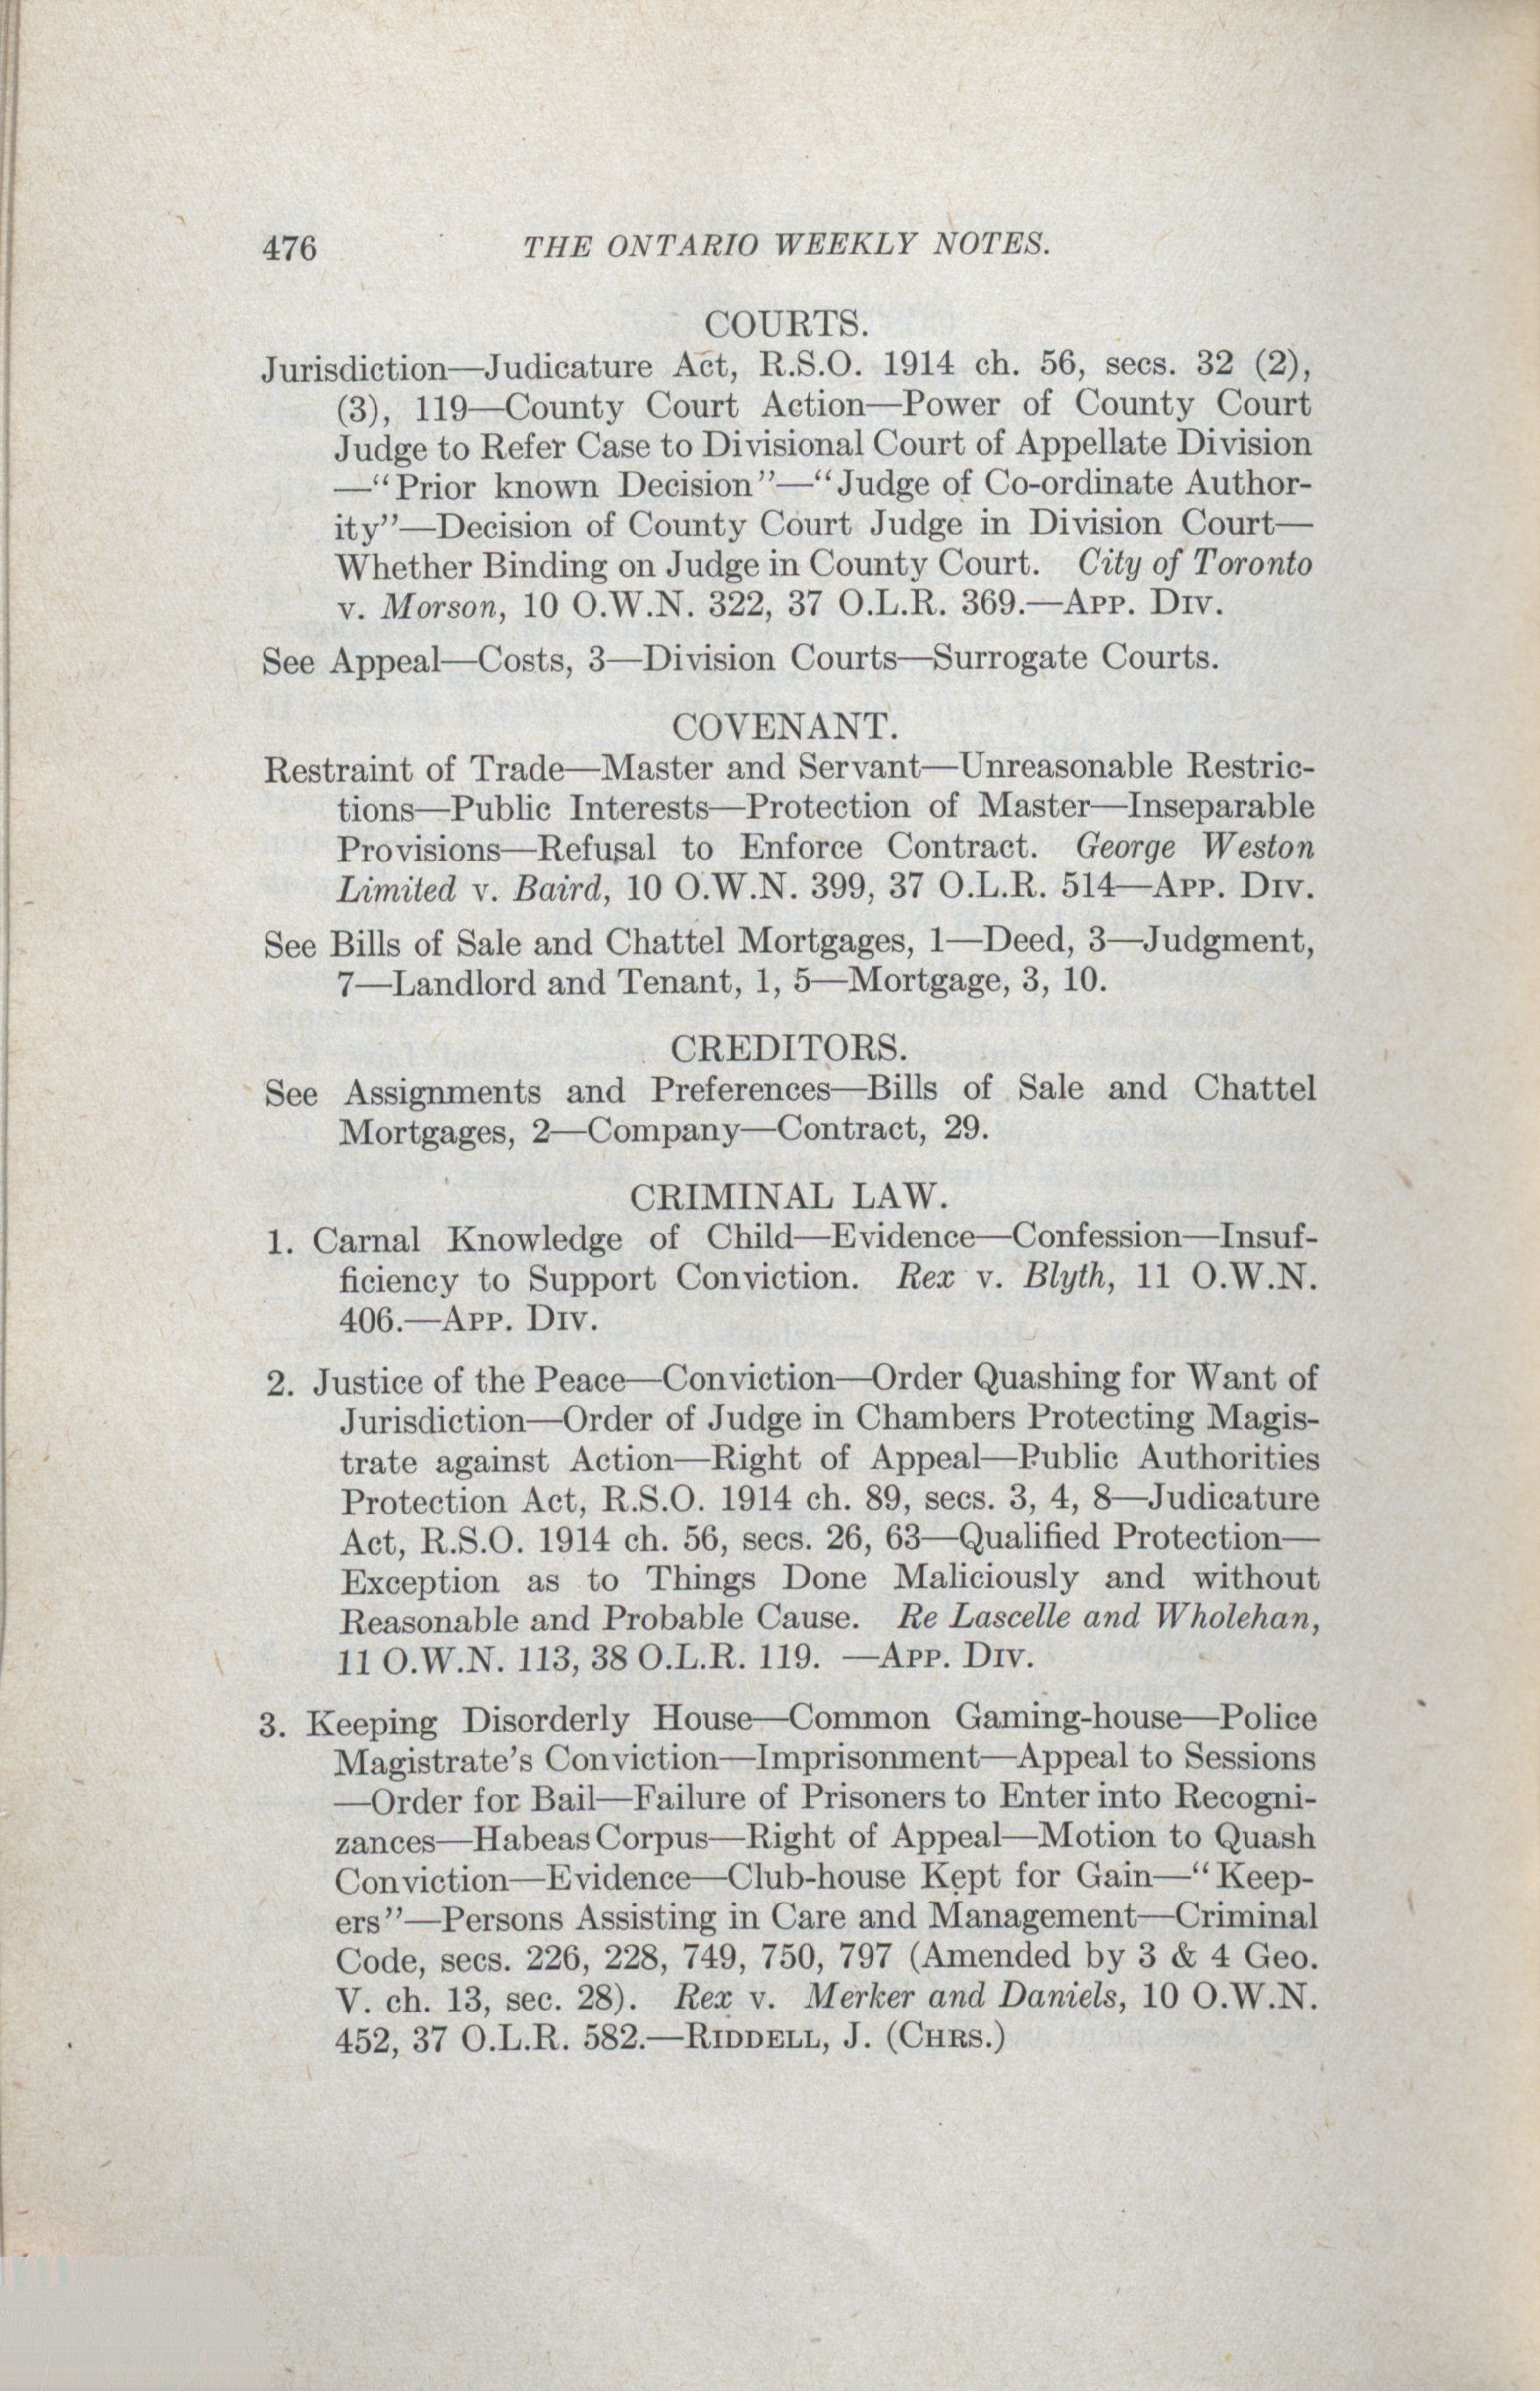 476 THE ONTARIO WEEKLY NOTES.
COURTS.
Jurisdiction—Judicature Act, R.S.O. 1914 ch. 56, secs. 32 (2),
(3), 119—County Court Action—Power of County Court
Judge to Refer Case to Divisional Court of Appellate Division
—“Prior known Decision”—“Judge of Co-ordinate Author-
ity”—Decision of County Court Judge in Division Court—
Whether Binding on Judge in County Court. City of Toronto
v. Morson, 10 O.W.N. 322, 37 O.L.R. 369.—APP. DIV.
See Appeal—Costs, 3—Division Courts—Surrogate Courts.
COVENANT.
Restraint of Trade—Master and Servant—Unreasonable Restric-
tions—Public Interests—Protection of Master—Inseparable
Provisions—Refusal to Enforce Contract. George Weston
Limited v. Baird, 10 O.W.N. 399, 37 O.L.R. 514—APP. DIV.
See Bills of Sale and Chattel Mortgages, 1—Deed, 3—Judgment,
7—Landlord and Tenant, 1, 5—Mortgage, 3, 10.
CREDITORS.
See Assignments and Preferences—Bills of Sale and Chattel
Mortgages, 2—Company—Contract, 29.
CRIMINAL LAW.
1. Carnal Knowledge of Child—Evidence—Confession—Insuf-
ficiency to Support Conviction. Rex v. Blyth, 11 O.W.N.
406.—APP. DIV.
2. Justice of the Peace—Conviction—Order Quashing for Want of
Jurisdiction—Order of Judge in Chambers Protecting Magis-
trate against Action—Right of Appeal—Public Authorities
Protection Act, R.S.O. 1914 ch. 89, secs. 3, 4, 8—Judicature
Act, R.S.O. 1914 ch. 56, secs. 26, 63—Qualified Protection—
Exception as to Things Done Maliciously and without
Reasonable and Probable Cause. Re Lascelle and Wholehan,
11 O.W.N. 113, 38 O.L.R. 119. —APP. DIV.
3. Keeping Disorderly House—Common Gaming-house—Police
Magistrate’s Conviction—Imprisonment—Appeal to Sessions
—Order for Bail—Failure of Prisoners to Enter into Recogni-
zances—Habeas Corpus—Right of Appeal—Motion to Quash
Conviction—Evidence—Club-house Kept for Gain—“Keep-
ers”—Persons Assisting in Care and Management—Criminal
Code, secs. 226, 228, 749, 750, 797 (Amended by 3 & 4 Geo.
V. ch. 13, sec. 28). Rex v. Merker and Daniels, 10 O.W.N.
452, 37 O.L.R. 582.—RIDDELL, J. (CHRS.)